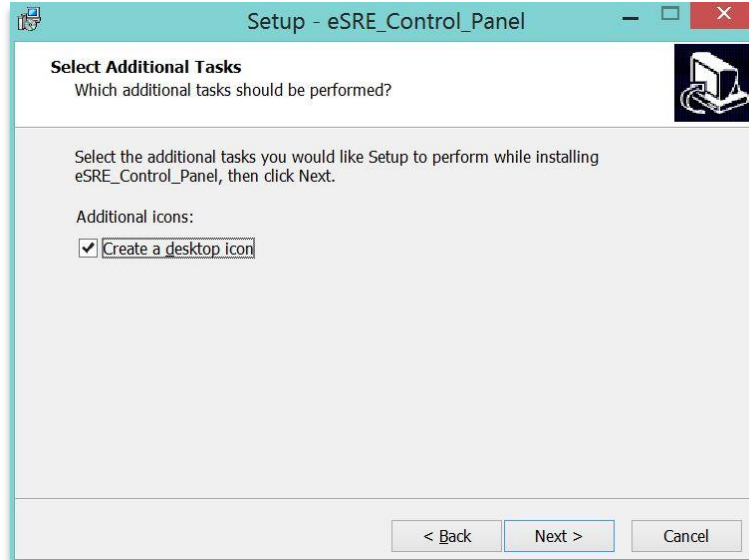 Setup - eSRE_Control_Panel
Select Additional Tasks
Which additional tasks should be performed?
Select the additional tasks you would like Setup to perform while installing
eSRE_Control_Panel, then click Next.
Additional icons:
Create a desktop icon
< Back Next > Cancel